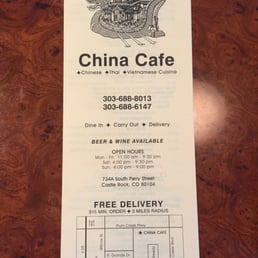 China Cafe
Chinese Thai Vietnamese Cuisine
303-688-8013
303-688-6147
Dine In Carry Out Delivery
BEER & WINE AVAILABLE
OPEN HOURS
Mon - Fri: 11:00 am - 9:30 pm
Sat: 4:00 pm - 9:30 pm
Sun: 4:00 pm - 9:00 pm
734A South Perry Street
Castle Rock, CO 80104
FREE DELIVERY
$15 MIN. ORDER 3 MILES RADIUS
Plum Creek Pkwy
CHINA CAFE